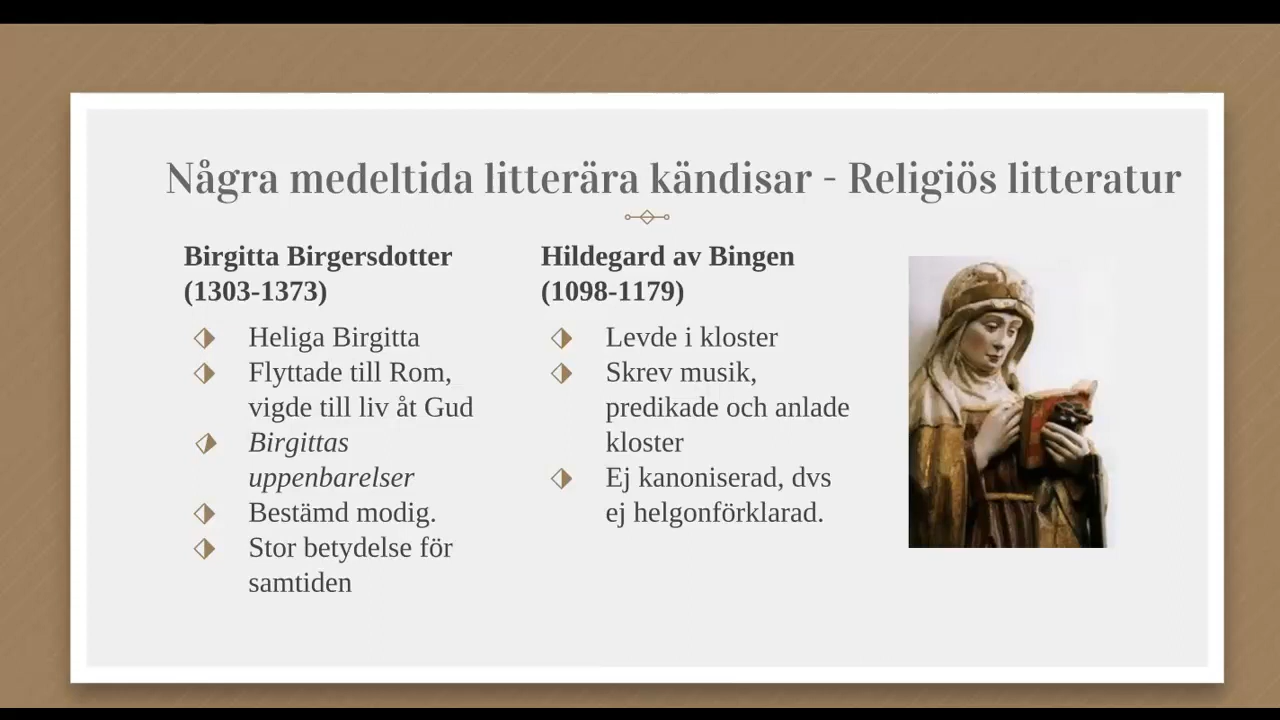 Några medeltida litterära kändisar - Religiös litteratur
Birgitta Birgersdotter
(1303-1373)
Heliga Birgitta
Flyttade till Rom,
vigde till liv åt Gud
Birgittas
uppenbarelser
Bestämd modig.
Stor betydelse för
samtiden
Hildegard av Bingen
(1098-1179)
Levde i kloster
Skrev musik,
predikade och anlade
kloster
Ej kanoniserad, dvs
ej helgonförklarad.